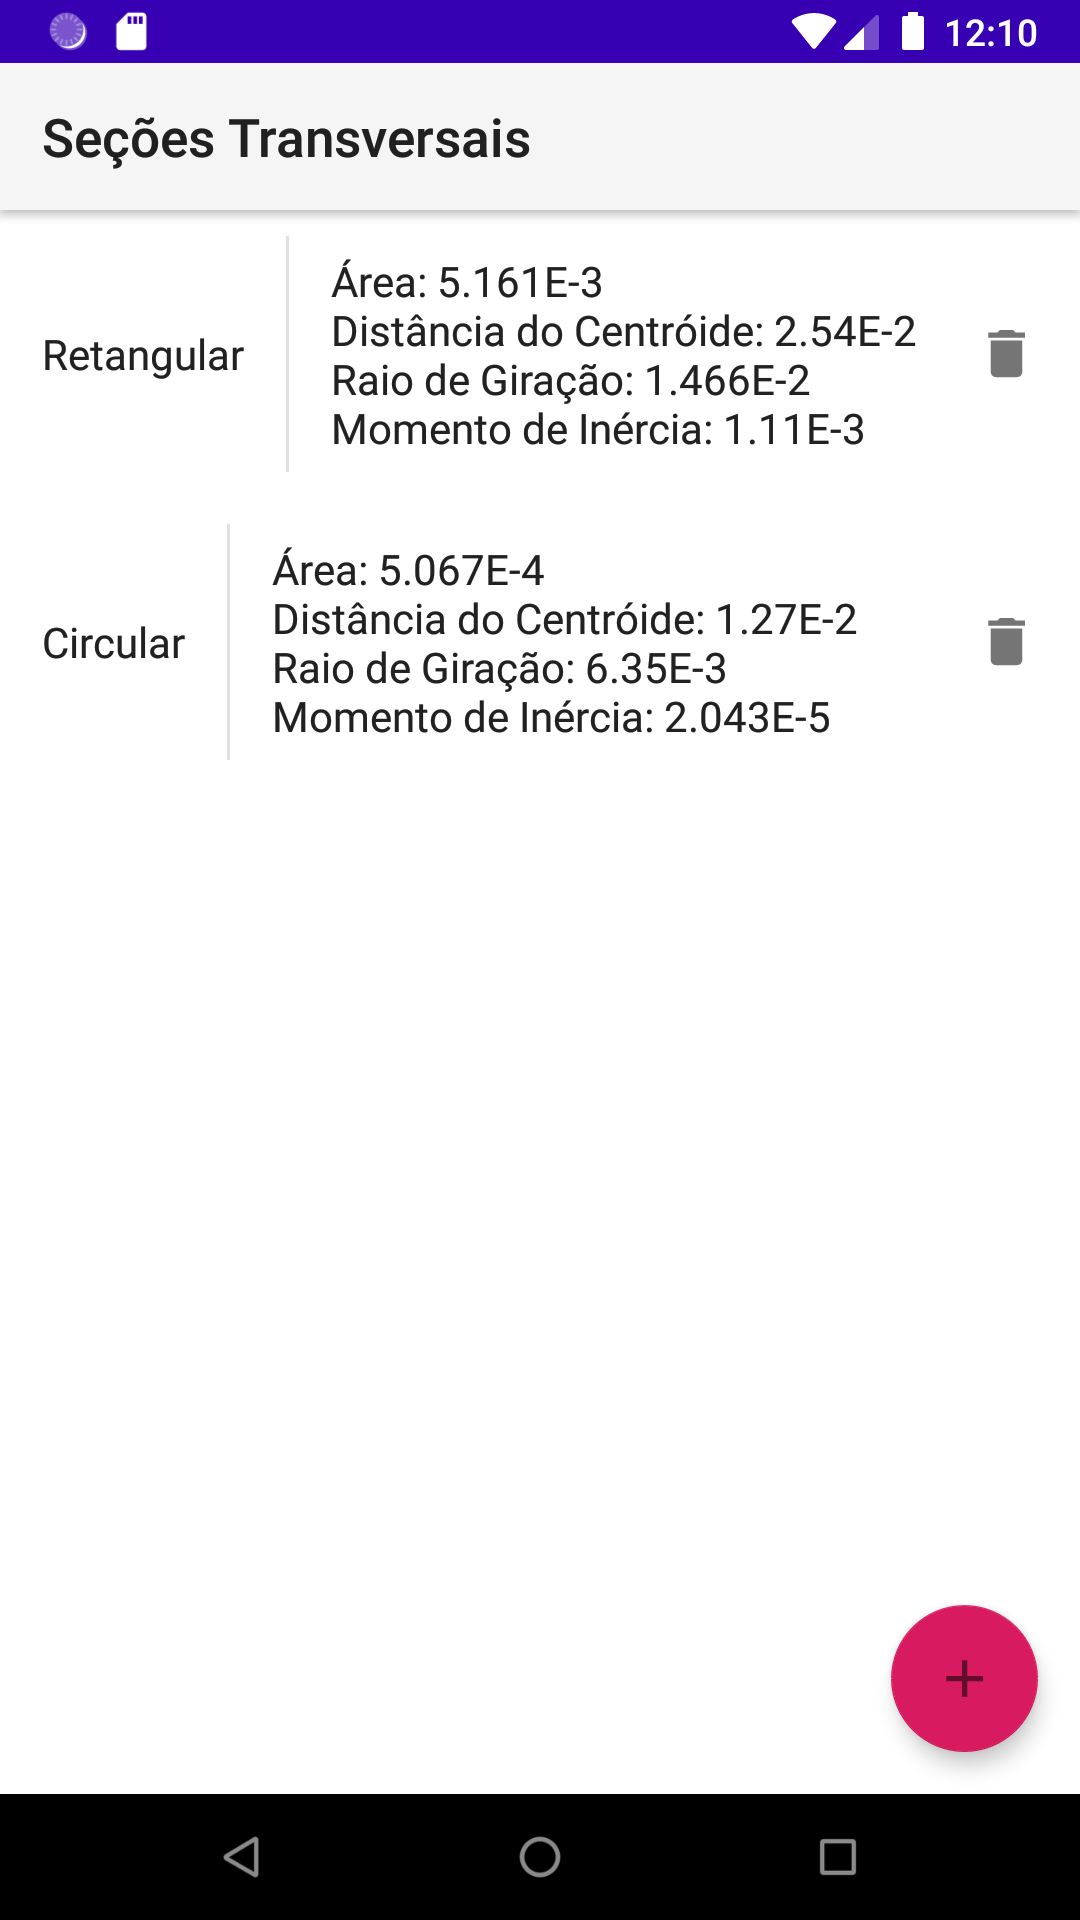 12:10
Seções Transversais
Retangular
Área: 5.161E-3
Distância do Centróide: 2.54E-2
Raio de Giração: 1.466E-2
Momento de Inércia: 1.11E-3
Circular
Área: 5.067E-4
Distância do Centróide: 1.27E-2
Raio de Giração: 6.35E-3
Momento de Inércia: 2.043E-5